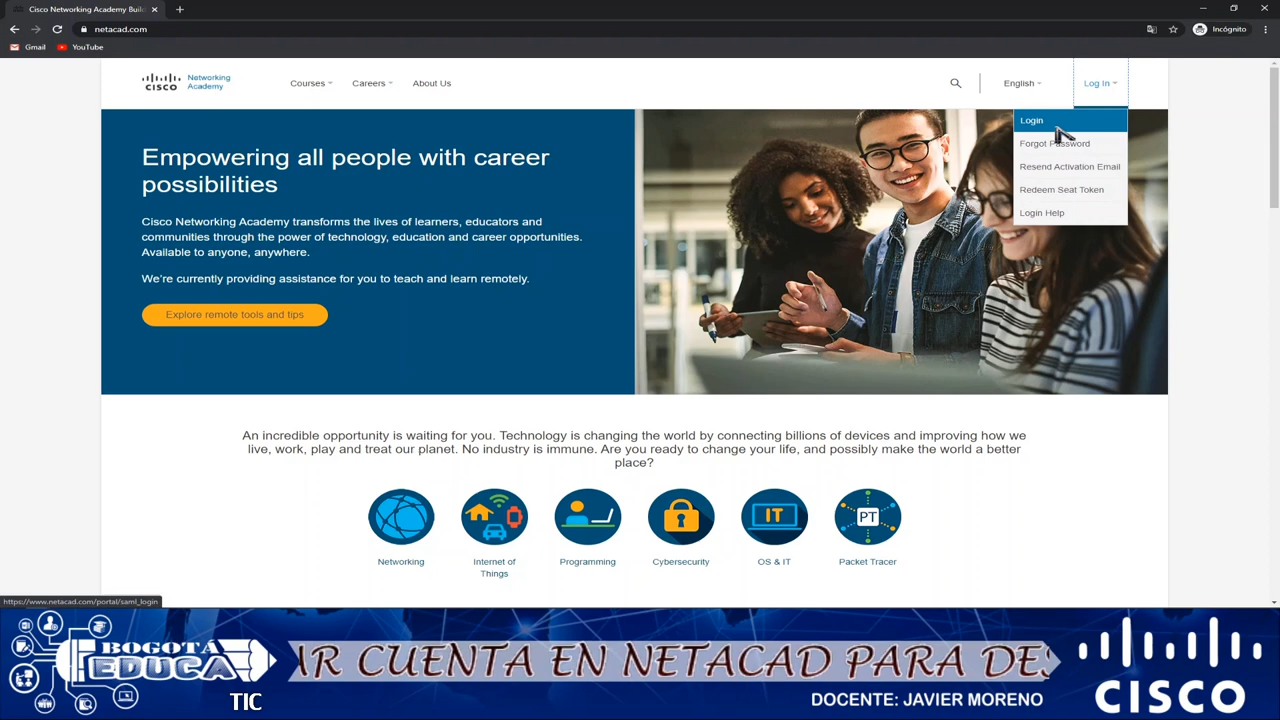 Cisco Networking Academy Buil
netacad.com
Incógnito
Gmail
YouTube
CISCO
Networking
Academy
Courses
Careers
About Us
English
Log In
Login
Forgot Password
Resend Activation Email
Redeem Seat Token
Login Help
Empowering all people with career
possibilities
Cisco Networking Academy transforms the lives of learners, educators and
communities through the power of technology, education and career opportunities.
Available to anyone, anywhere.
We're currently providing assistance for you to teach and learn remotely.
Explore remote tools and tips
An incredible opportunity is waiting for you. Technology is changing the world by connecting billions of devices and improving how we
live, work, play and treat our planet. No industry is immune. Are you ready to change your life, and possibly make the world a better
place?
IT
PT
Networking
Internet of
Things
Programming
Cybersecurity
OS & IT
Packet Tracer
https://www.netacad.com/portal/saml_login
BOGOTÁ
EDUCA
TIC
AR CUENTA EN NETACAD PARA DES
DOCENTE: JAVIER MORENO
CISCO